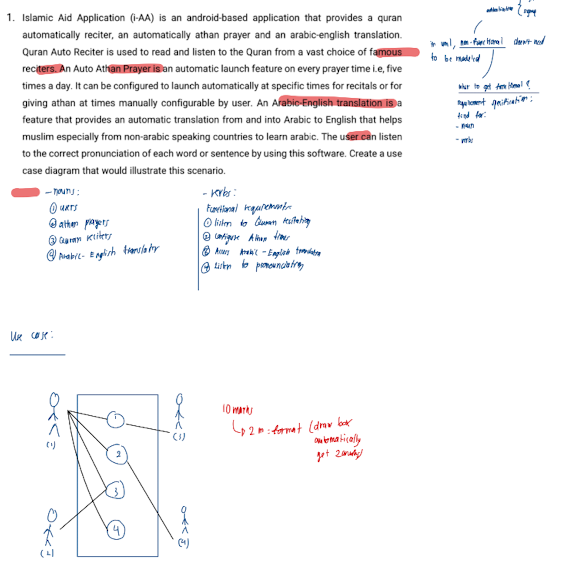 1. Islamic Aid Application (i-AA) is an android-based application that provides a quran
automatically reciter, an automatically athan prayer and an arabic-english translation.
Quran Auto Reciter is used to read and listen to the Quran from a vast choice of famous
reciters. An Auto Athan Prayer is an automatic launch feature on every prayer time i.e, five
times a day. It can be configured to launch automatically at specific times for recitals or for
giving athan at times manually configurable by user. An Arabic-English translation is a
feature that provides an automatic translation from and into Arabic to English that helps
muslim especially from non-arabic speaking countries to learn arabic. The user can listen
to the correct pronunciation of each word or sentence by using this software. Create a use
case diagram that would illustrate this scenario.
signup
in uml, non-functional doesn't need
to be modeled
what to get functional?
requirement specification:
find for:
- noun
- verbs
- nouns:
① users
② athan prayers
③ Quran reciters
④ Arabic - English translator
- verbs:
Functional requirements
① listen to Quran recitation
② configure Athan times
③ Arabic - English translation
④ listen to pronunciation
Use case:
1
2
3
4
(1)
(2)
(3)
(4)
10 marks
↳ 2 m = format (draw box
automatically
get 2 marks)